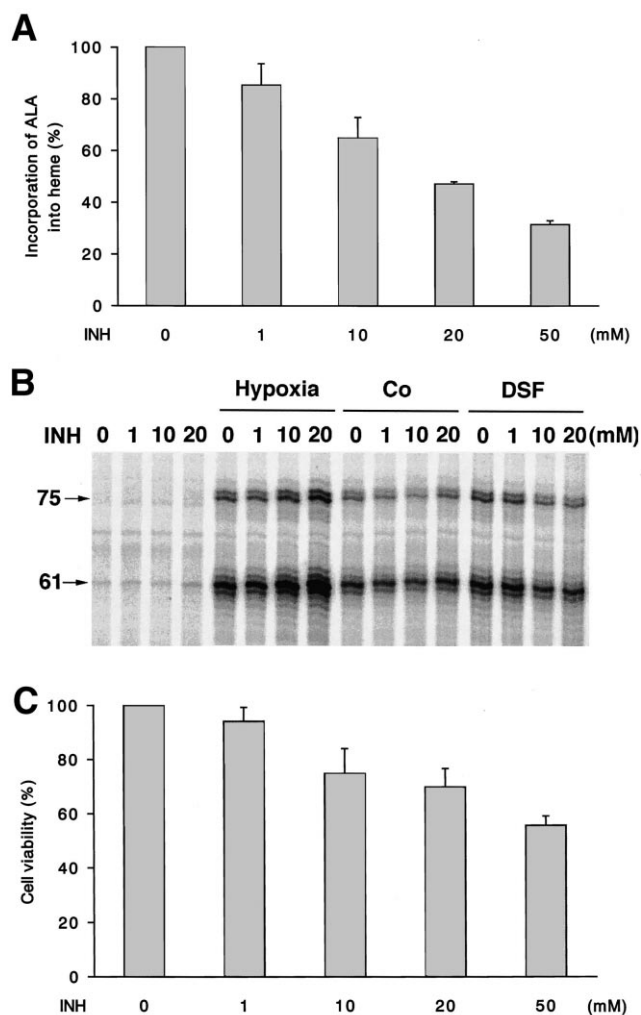 A
Incorporation of ALA
into heme (%)
100
80
60
40
20
0
INH 0 1 10 20 50 (mM)
B
Hypoxia Co DSF
INH 0 1 10 20 0 1 10 20 0 1 10 20 0 1 10 20 (mM)
75
61
C
Cell viability (%)
100
80
60
40
20
0
INH 0 1 10 20 50 (mM)